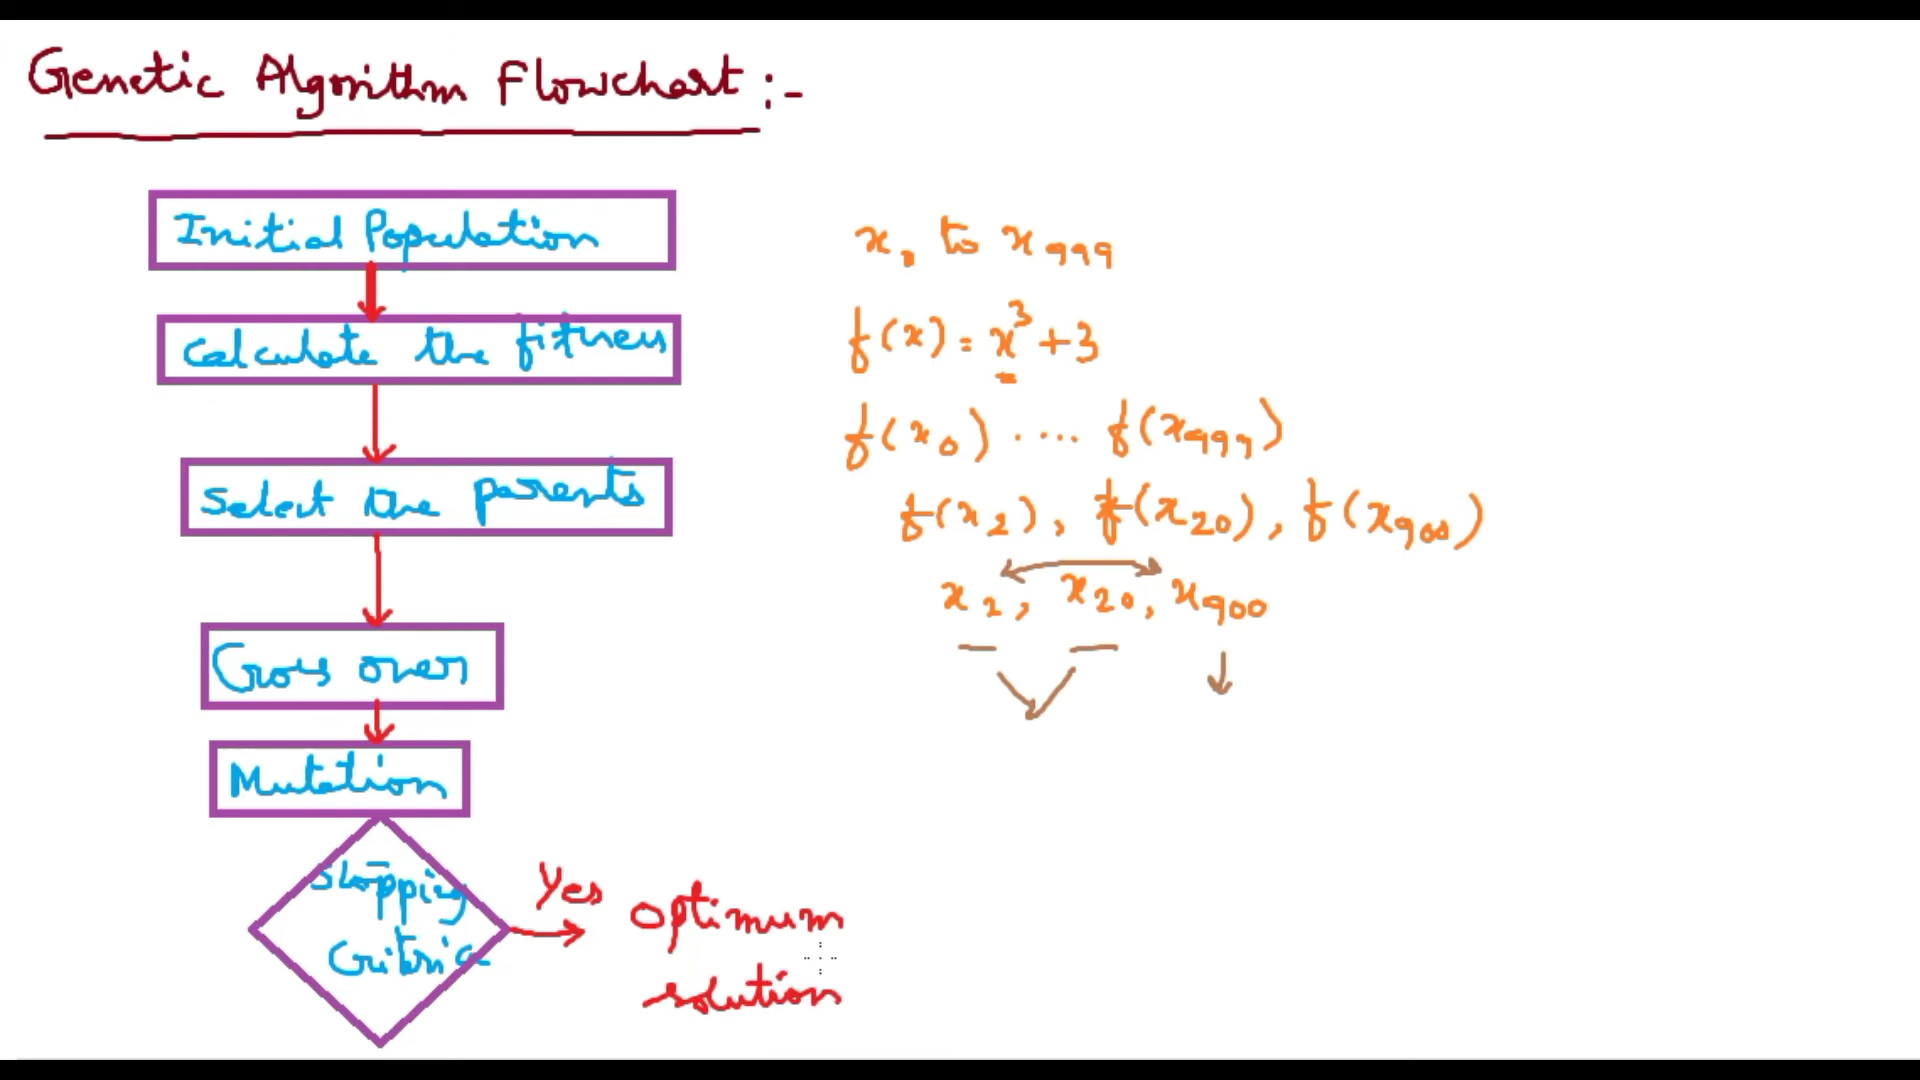 Genetic Algorithm Flowchart :-
Initial Population
Calculate the fitness
Select the parents
Cross over
Mutation
Stopping
Criteria
Yes
optimum
solution
x₀ to x₉₉₉
f(x) = x³ + 3
f(x₀) .... f(x₉₉₉)
f(x₂), f(x₂₀), f(x₉₀₀)
x₂, x₂₀, x₉₀₀